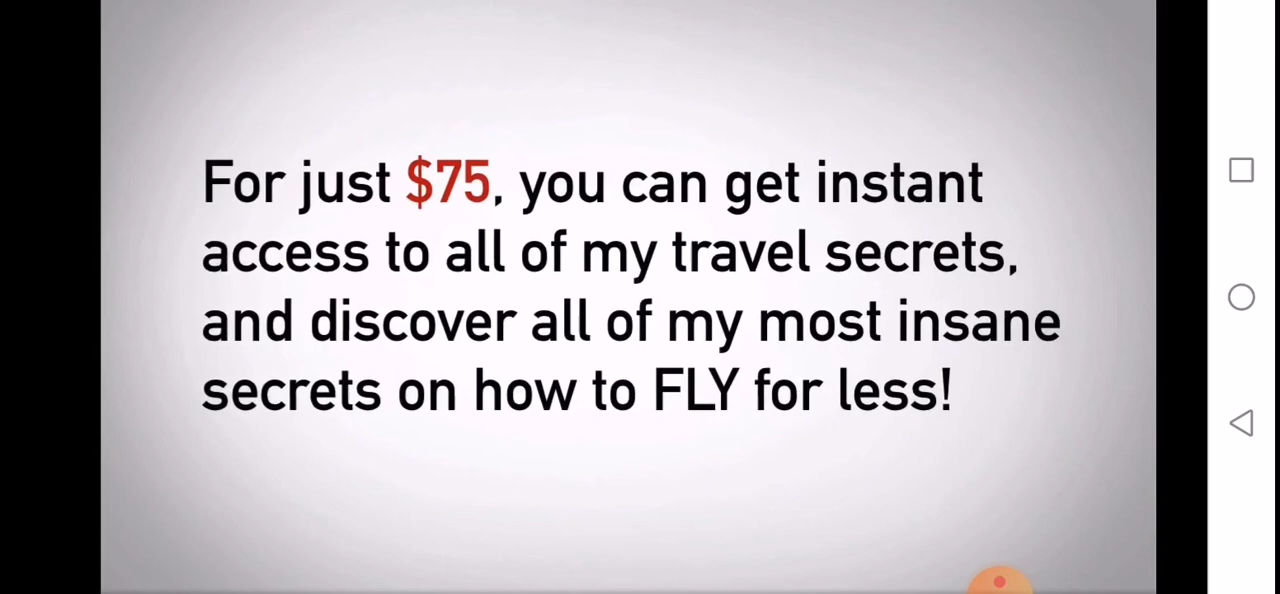 For just $75, you can get instant
access to all of my travel secrets,
and discover all of my most insane
secrets on how to FLY for less!